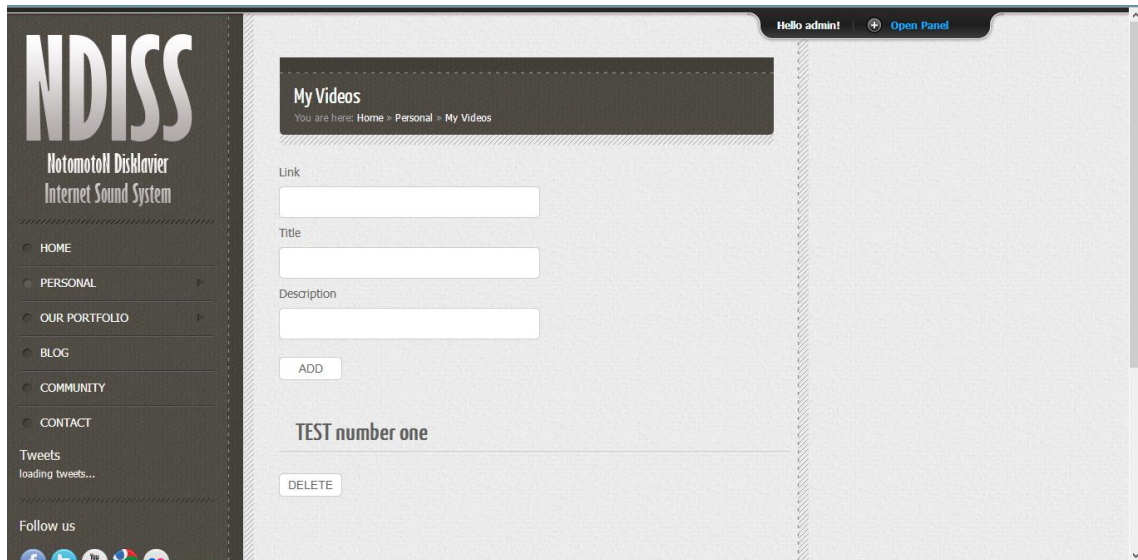 Hello admin!
Open Panel
NDISS
NotomotoN Disklavier
Internet Sound System
HOME
PERSONAL
OUR PORTFOLIO
BLOG
COMMUNITY
CONTACT
Tweets
loading tweets...
Follow us
You
My Videos
You are here: Home » Personal » My Videos
Link
Title
Description
ADD
TEST number one
DELETE